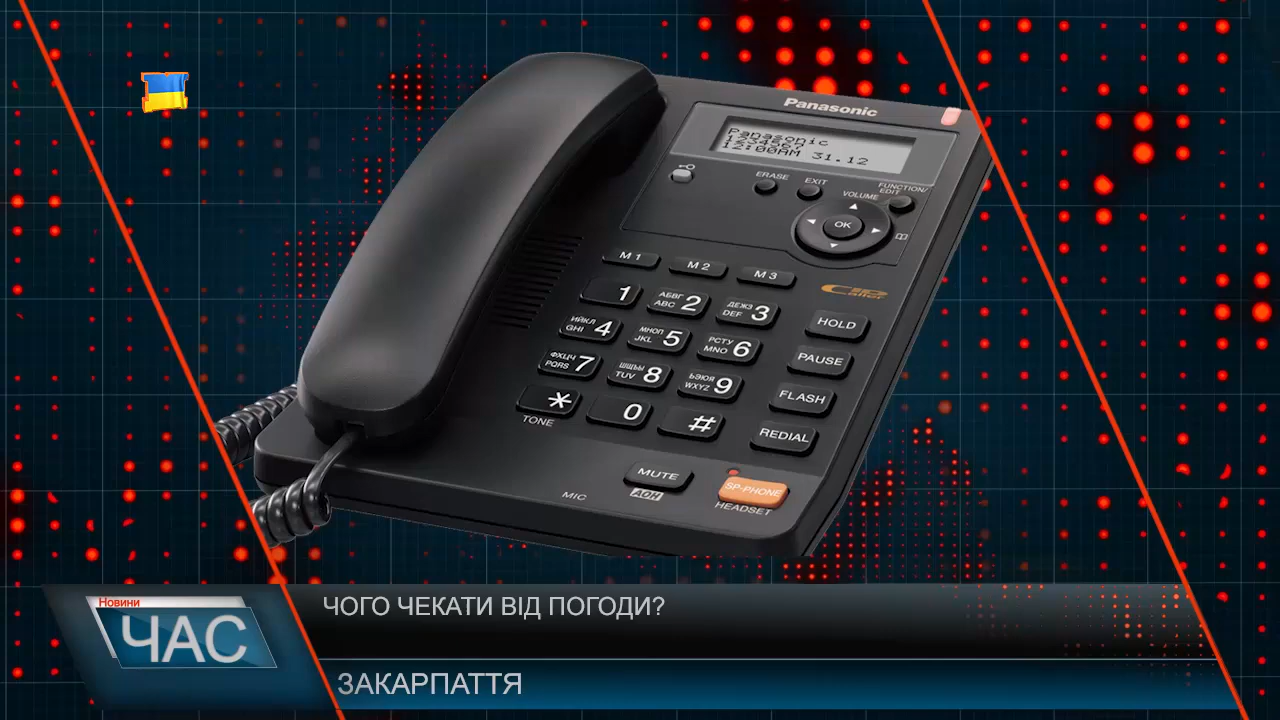 Panasonic
Panasonic
1234567
12:00AM 31.12
ERASE EXIT VOLUME FUNCTION/
EDIT
OK
M 1 M 2 M 3
CID
Caller
1 АБВГ ABC 2 ДЕЖЗ DEF 3
ИЙКЛ GHI 4 МНОП JKL 5 РСТУ MNO 6
ФХЦЧ PQRS 7 ШЩЪЫ TUV 8 ЬЭЮЯ WXYZ 9
* 0 #
TONE
HOLD
PAUSE
FLASH
REDIAL
MUTE
АОН
MIC
SP-PHONE
HEADSET
Новини
ЧАС
ЧОГО ЧЕКАТИ ВІД ПОГОДИ?
ЗАКАРПАТТЯ